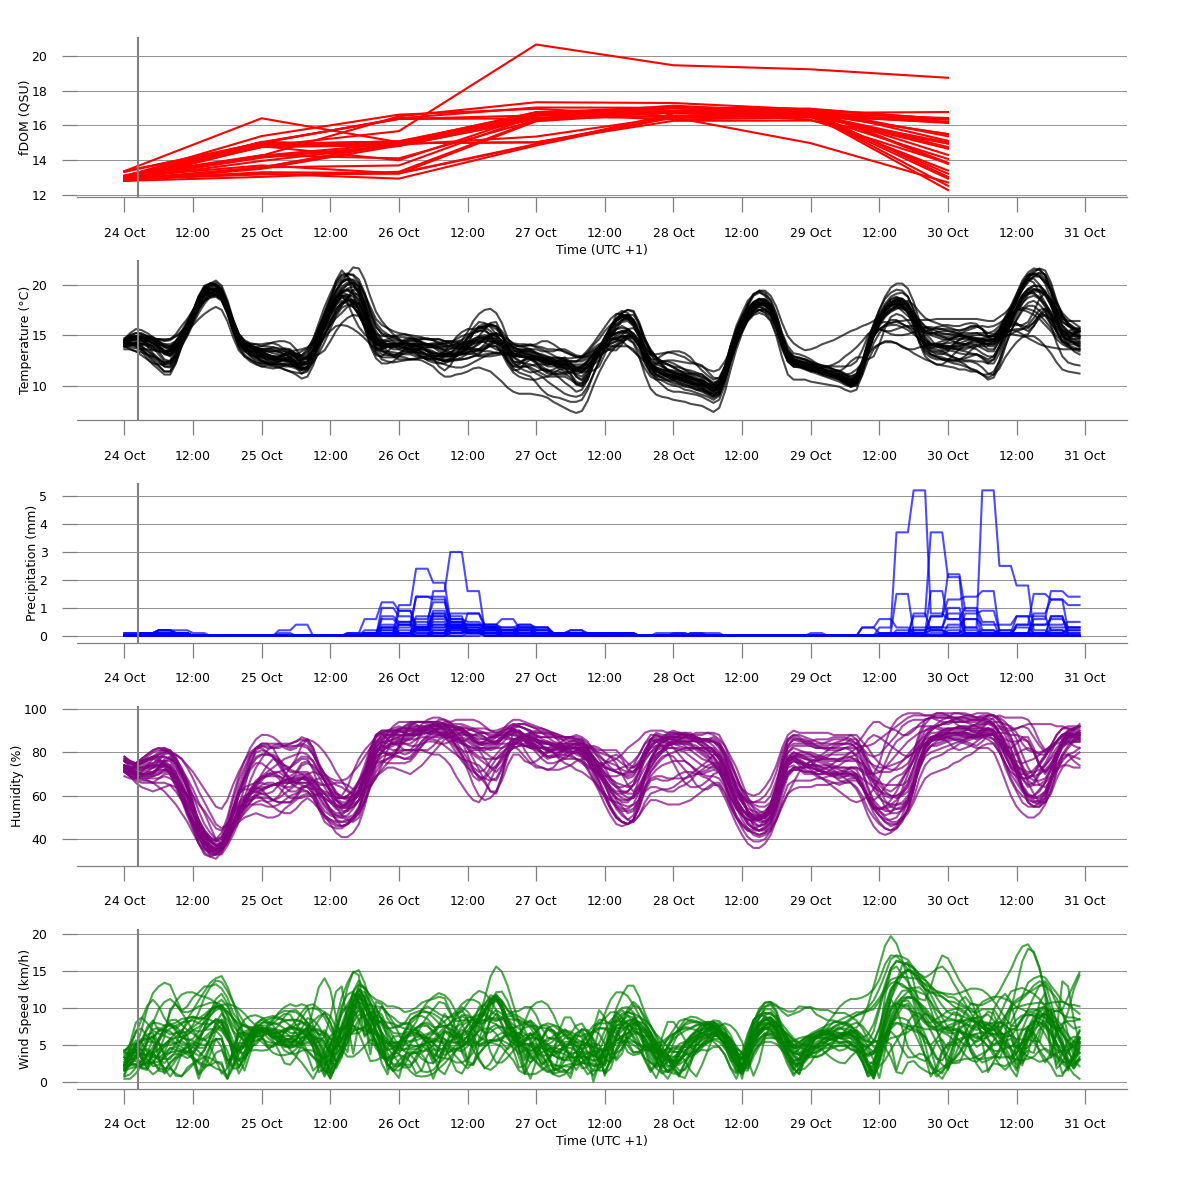 fDOM (QSU)
20
18
16
14
12
24 Oct 12:00 25 Oct 12:00 26 Oct 12:00 27 Oct 12:00 28 Oct 12:00 29 Oct 12:00 30 Oct 12:00 31 Oct
Time (UTC +1)
Temperature (°C)
20
15
10
24 Oct 12:00 25 Oct 12:00 26 Oct 12:00 27 Oct 12:00 28 Oct 12:00 29 Oct 12:00 30 Oct 12:00 31 Oct
Precipitation (mm)
5
4
3
2
1
0
24 Oct 12:00 25 Oct 12:00 26 Oct 12:00 27 Oct 12:00 28 Oct 12:00 29 Oct 12:00 30 Oct 12:00 31 Oct
Humidity (%)
100
80
60
40
24 Oct 12:00 25 Oct 12:00 26 Oct 12:00 27 Oct 12:00 28 Oct 12:00 29 Oct 12:00 30 Oct 12:00 31 Oct
Wind Speed (km/h)
20
15
10
5
0
24 Oct 12:00 25 Oct 12:00 26 Oct 12:00 27 Oct 12:00 28 Oct 12:00 29 Oct 12:00 30 Oct 12:00 31 Oct
Time (UTC +1)